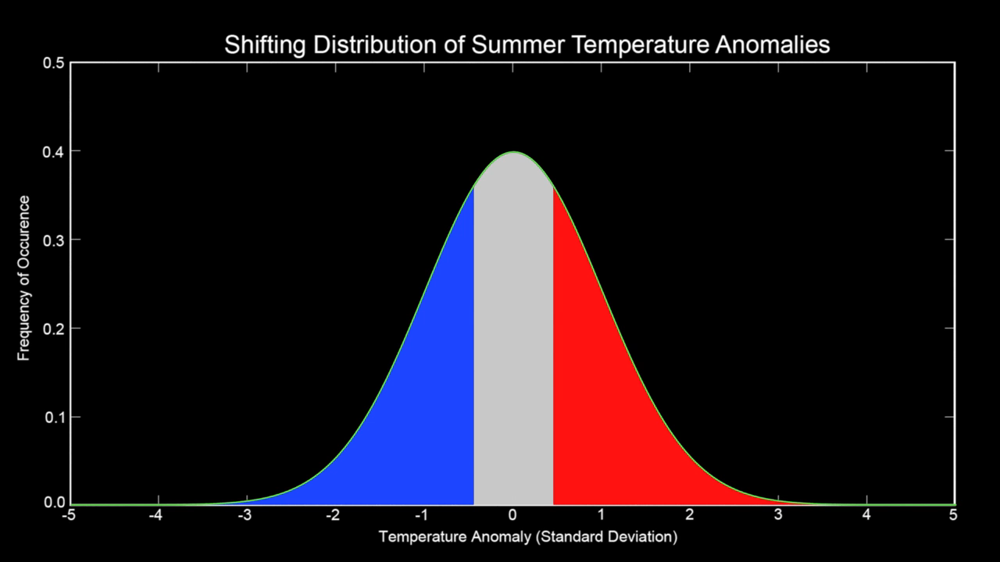 Shifting Distribution of Summer Temperature Anomalies
0.5
0.4
0.3
0.2
0.1
0.0
Frequency of Occurence
-5 -4 -3 -2 -1 0 1 2 3 4 5
Temperature Anomaly (Standard Deviation)